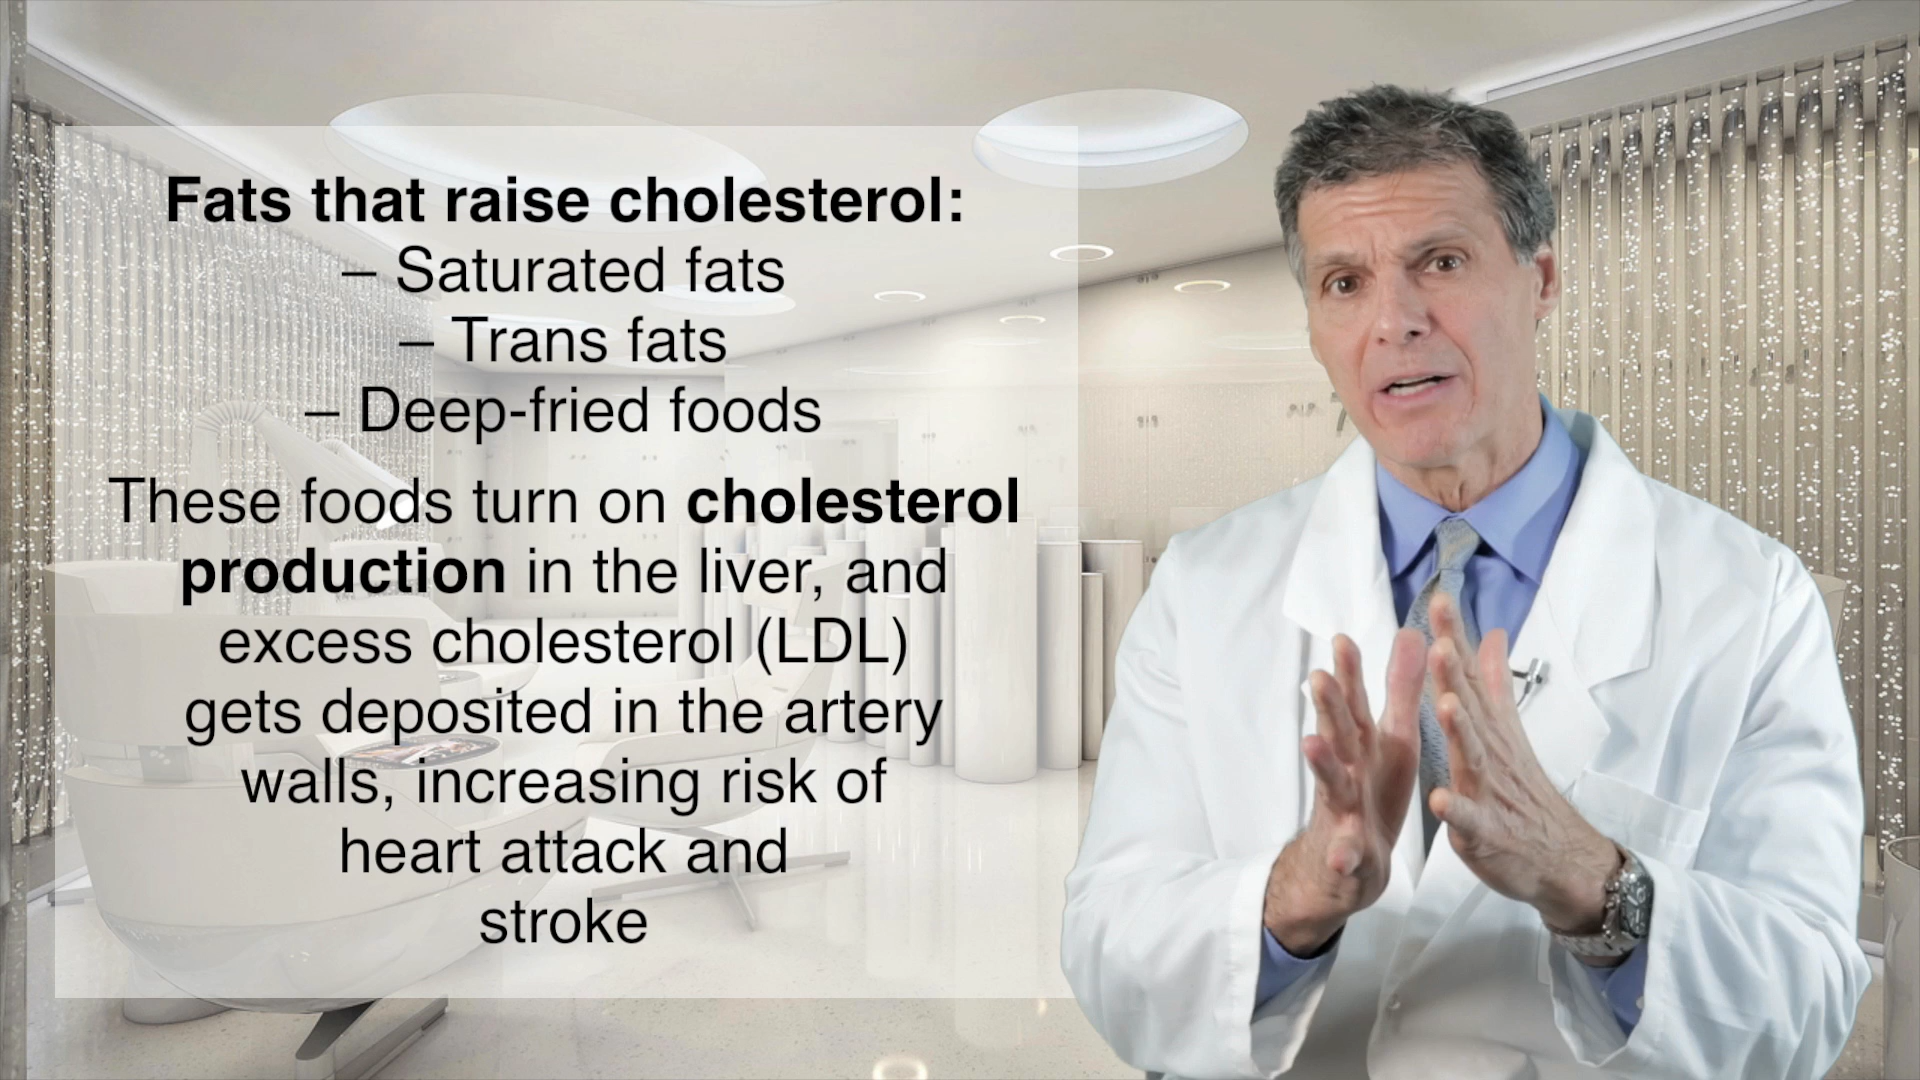 Fats that raise cholesterol:
– Saturated fats
– Trans fats
– Deep-fried foods
These foods turn on cholesterol
production in the liver, and
excess cholesterol (LDL)
gets deposited in the artery
walls, increasing risk of
heart attack and
stroke